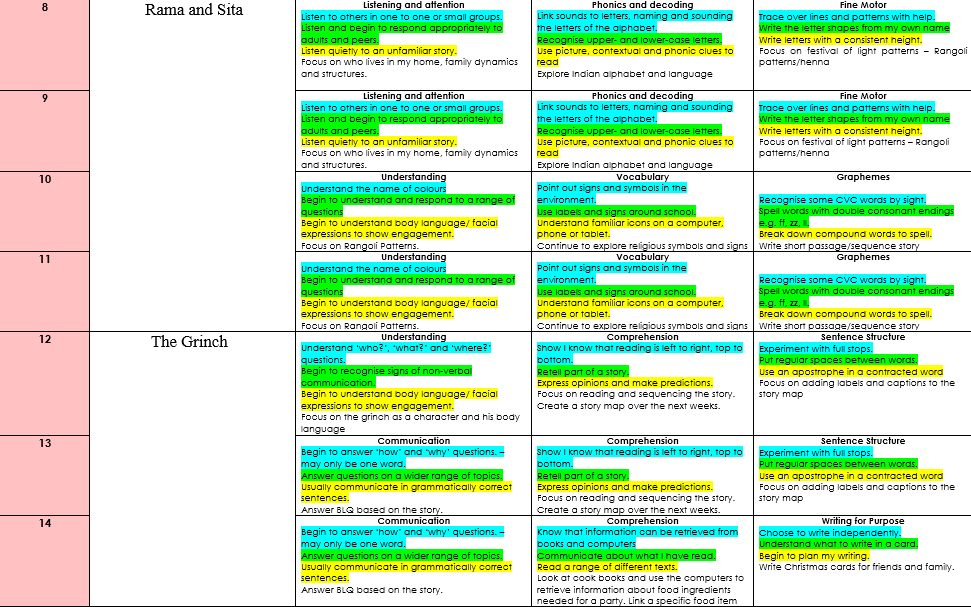 8
Rama and Sita
Listening and attention
Listen to others in one to one or small groups.
Listen and begin to respond appropriately to
adults and peers.
Listen quietly to an unfamiliar story.
Focus on who lives in my home, family dynamics
and structures.
Phonics and decoding
Link sounds to letters, naming and sounding
the letters of the alphabet.
Recognise upper- and lower-case letters.
Use picture, contextual and phonic clues to
read
Explore Indian alphabet and language
Fine Motor
Trace over lines and patterns with help.
Write the letter shapes from my own name
Write letters with a consistent height.
Focus on festival of light patterns – Rangoli
patterns/henna
9
Listening and attention
Listen to others in one to one or small groups.
Listen and begin to respond appropriately to
adults and peers.
Listen quietly to an unfamiliar story.
Focus on who lives in my home, family dynamics
and structures.
Phonics and decoding
Link sounds to letters, naming and sounding
the letters of the alphabet.
Recognise upper- and lower-case letters.
Use picture, contextual and phonic clues to
read
Explore Indian alphabet and language
Fine Motor
Trace over lines and patterns with help.
Write the letter shapes from my own name
Write letters with a consistent height.
Focus on festival of light patterns – Rangoli
patterns/henna
10
Understanding
Understand the name of colours
Begin to understand and respond to a range of
questions
Begin to understand body language/ facial
expressions to show engagement.
Focus on Rangoli Patterns.
Vocabulary
Point out signs and symbols in the
environment.
Use labels and signs around school.
Understand familiar icons on a computer,
phone or tablet.
Continue to explore religious symbols and signs
Graphemes
Recognise some CVC words by sight.
Spell words with double consonant endings
e.g. ff, zz, ll.
Break down compound words to spell.
Write short passage/sequence story
11
Understanding
Understand the name of colours
Begin to understand and respond to a range of
questions
Begin to understand body language/ facial
expressions to show engagement.
Focus on Rangoli Patterns.
Vocabulary
Point out signs and symbols in the
environment.
Use labels and signs around school.
Understand familiar icons on a computer,
phone or tablet.
Continue to explore religious symbols and signs
Graphemes
Recognise some CVC words by sight.
Spell words with double consonant endings
e.g. ff, zz, ll.
Break down compound words to spell.
Write short passage/sequence story
12
The Grinch
Understanding
Understand 'who?', 'what?' and 'where?'
questions.
Begin to recognise signs of non-verbal
communication.
Begin to understand body language/ facial
expressions to show engagement.
Focus on the grinch as a character and his body
language
Comprehension
Show I know that reading is left to right, top to
bottom.
Retell part of a story.
Express opinions and make predictions.
Focus on reading and sequencing the story.
Create a story map over the next weeks.
Sentence Structure
Experiment with full stops.
Put regular spaces between words.
Use an apostrophe in a contracted word
Focus on adding labels and captions to the
story map
13
Communication
Begin to answer 'how' and 'why' questions. –
may only be one word.
Answer questions on a wider range of topics.
Usually communicate in grammatically correct
sentences.
Answer BLQ based on the story.
Comprehension
Show I know that reading is left to right, top to
bottom.
Retell part of a story.
Express opinions and make predictions.
Focus on reading and sequencing the story.
Create a story map over the next weeks.
Sentence Structure
Experiment with full stops.
Put regular spaces between words.
Use an apostrophe in a contracted word
Focus on adding labels and captions to the
story map
14
Communication
Begin to answer 'how' and 'why' questions. –
may only be one word.
Answer questions on a wider range of topics.
Usually communicate in grammatically correct
sentences.
Answer BLQ based on the story.
Comprehension
Know that information can be retrieved from
books and computers
Communicate about what I have read.
Read a range of different texts.
Look at cook books and use the computers to
retrieve information about food ingredients
needed for a party. Link a specific food item
Writing for Purpose
Choose to write independently.
Understand what to write in a card.
Begin to plan my writing.
Write Christmas cards for friends and family.